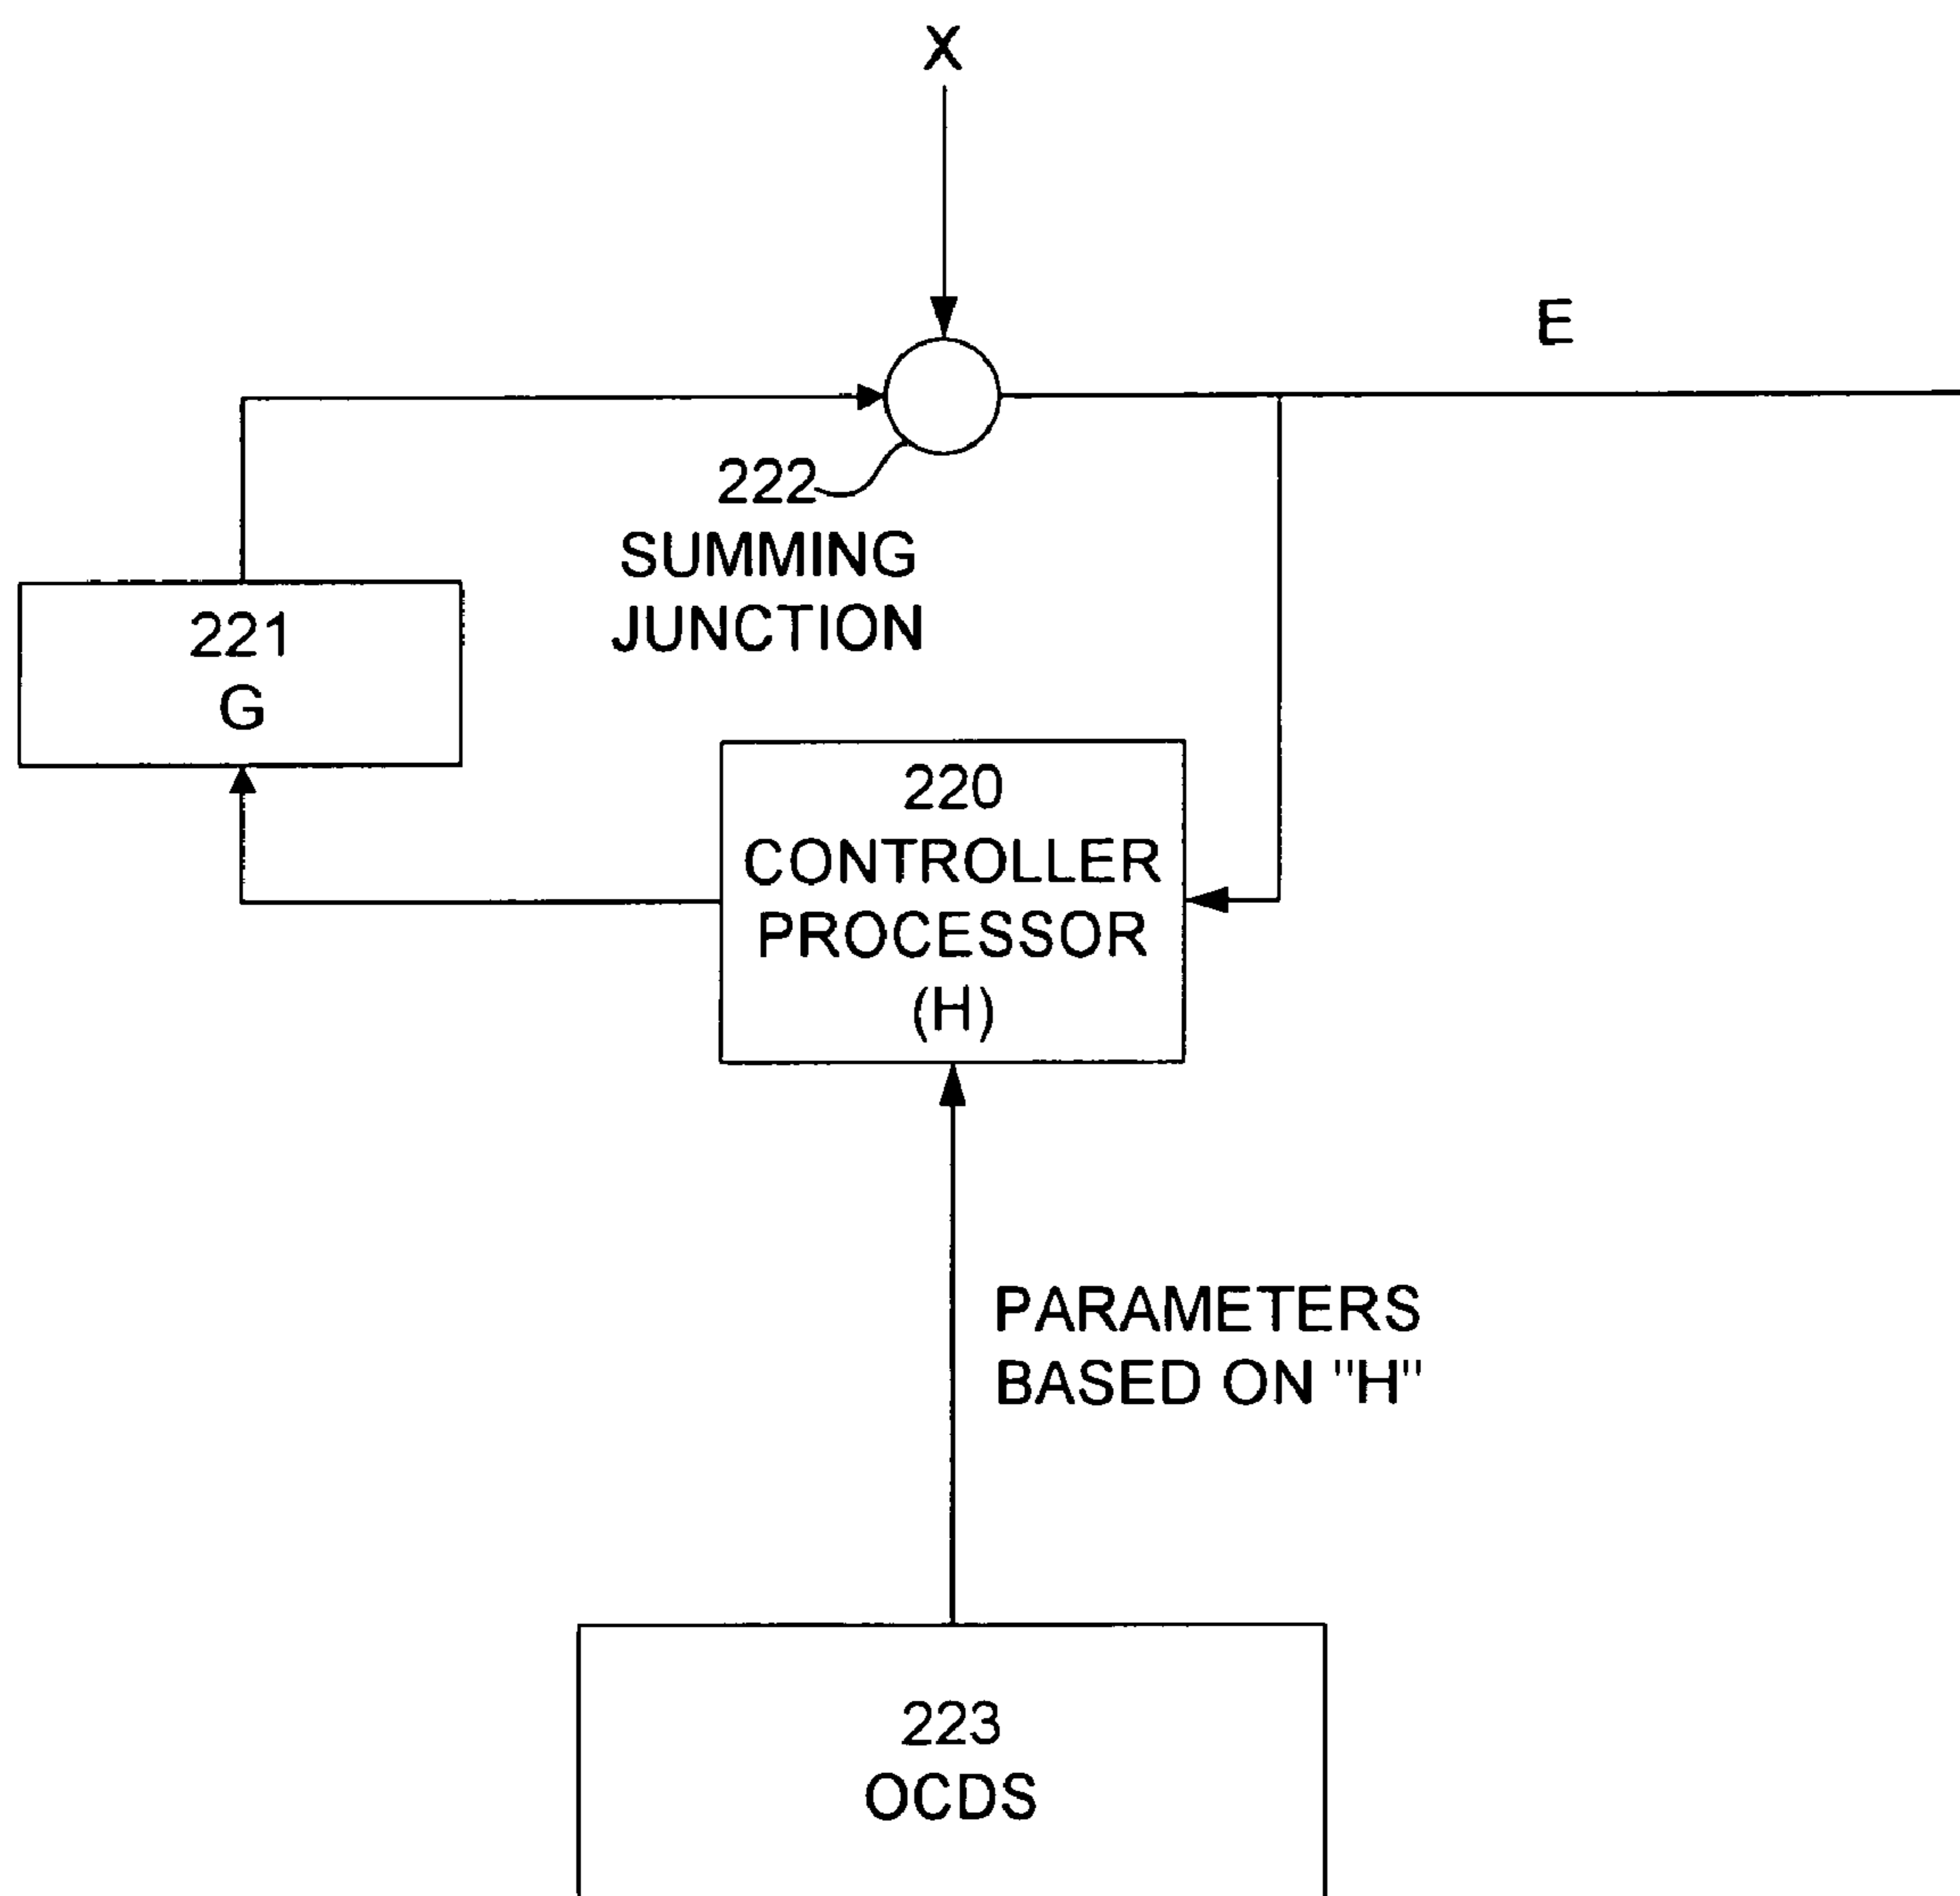 X
E
222
SUMMING
JUNCTION
221
G
220
CONTROLLER
PROCESSOR
(H)
PARAMETERS
BASED ON "H"
223
OCDS